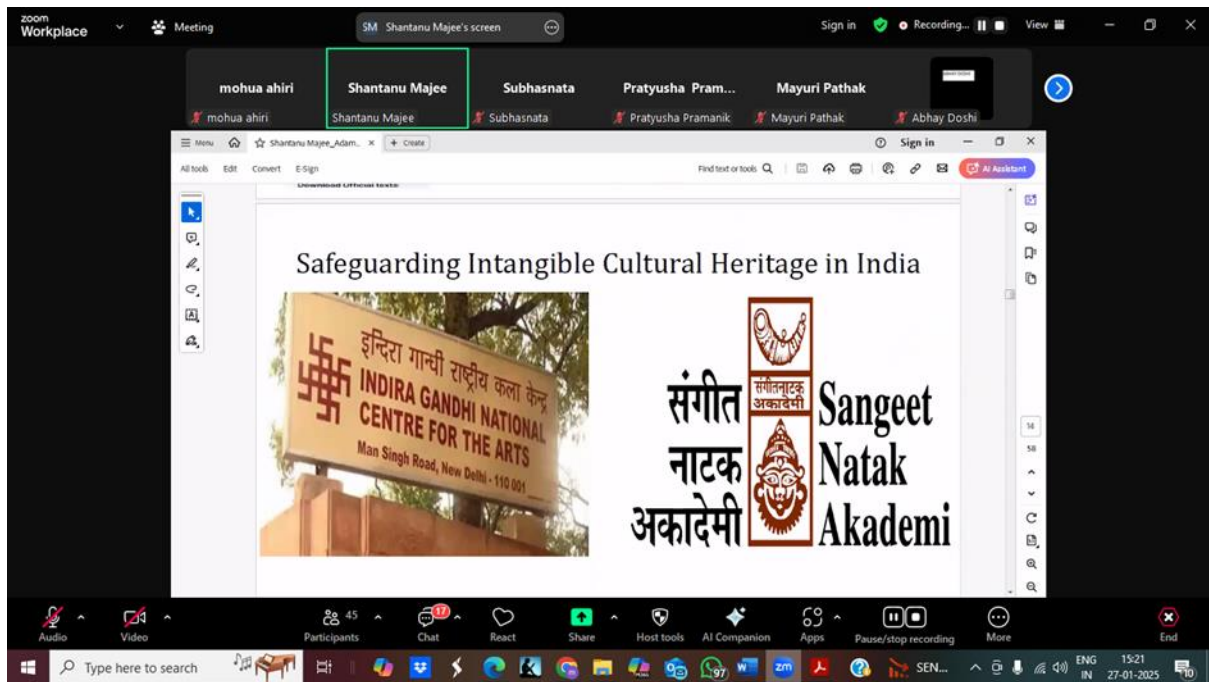 zoom
Workplace
Meeting
SM Shantanu Majee's screen
Sign in
Recording...
View
mohua ahiri
Shantanu Majee
Subhasnata
Pratyusha Pram...
Mayuri Pathak
mohua ahiri
Shantanu Majee
Subhasnata
Pratyusha Pramanik
Mayuri Pathak
Abhay Doshi
Menu
Shantanu Majee_Adam...
+ Create
Sign in
All tools
Edit
Convert
E-Sign
Find text or tools
AI Assistant
Download Official texts
Safeguarding Intangible Cultural Heritage in India
इन्दिरा गान्धी राष्ट्रीय कला केन्द्र
INDIRA GANDHI NATIONAL
CENTRE FOR THE ARTS
Man Singh Road, New Delhi - 110 001
संगीत
नाटक
अकादेमी
संगीतनाटक
अकादेमी
Sangeet
Natak
Akademi
14
58
Audio
Video
45
Participants
17
Chat
React
Share
Host tools
AI Companion
Apps
Pause/stop recording
More
End
Type here to search
97
zm
SEN...
ENG
IN
15:21
27-01-2025
10